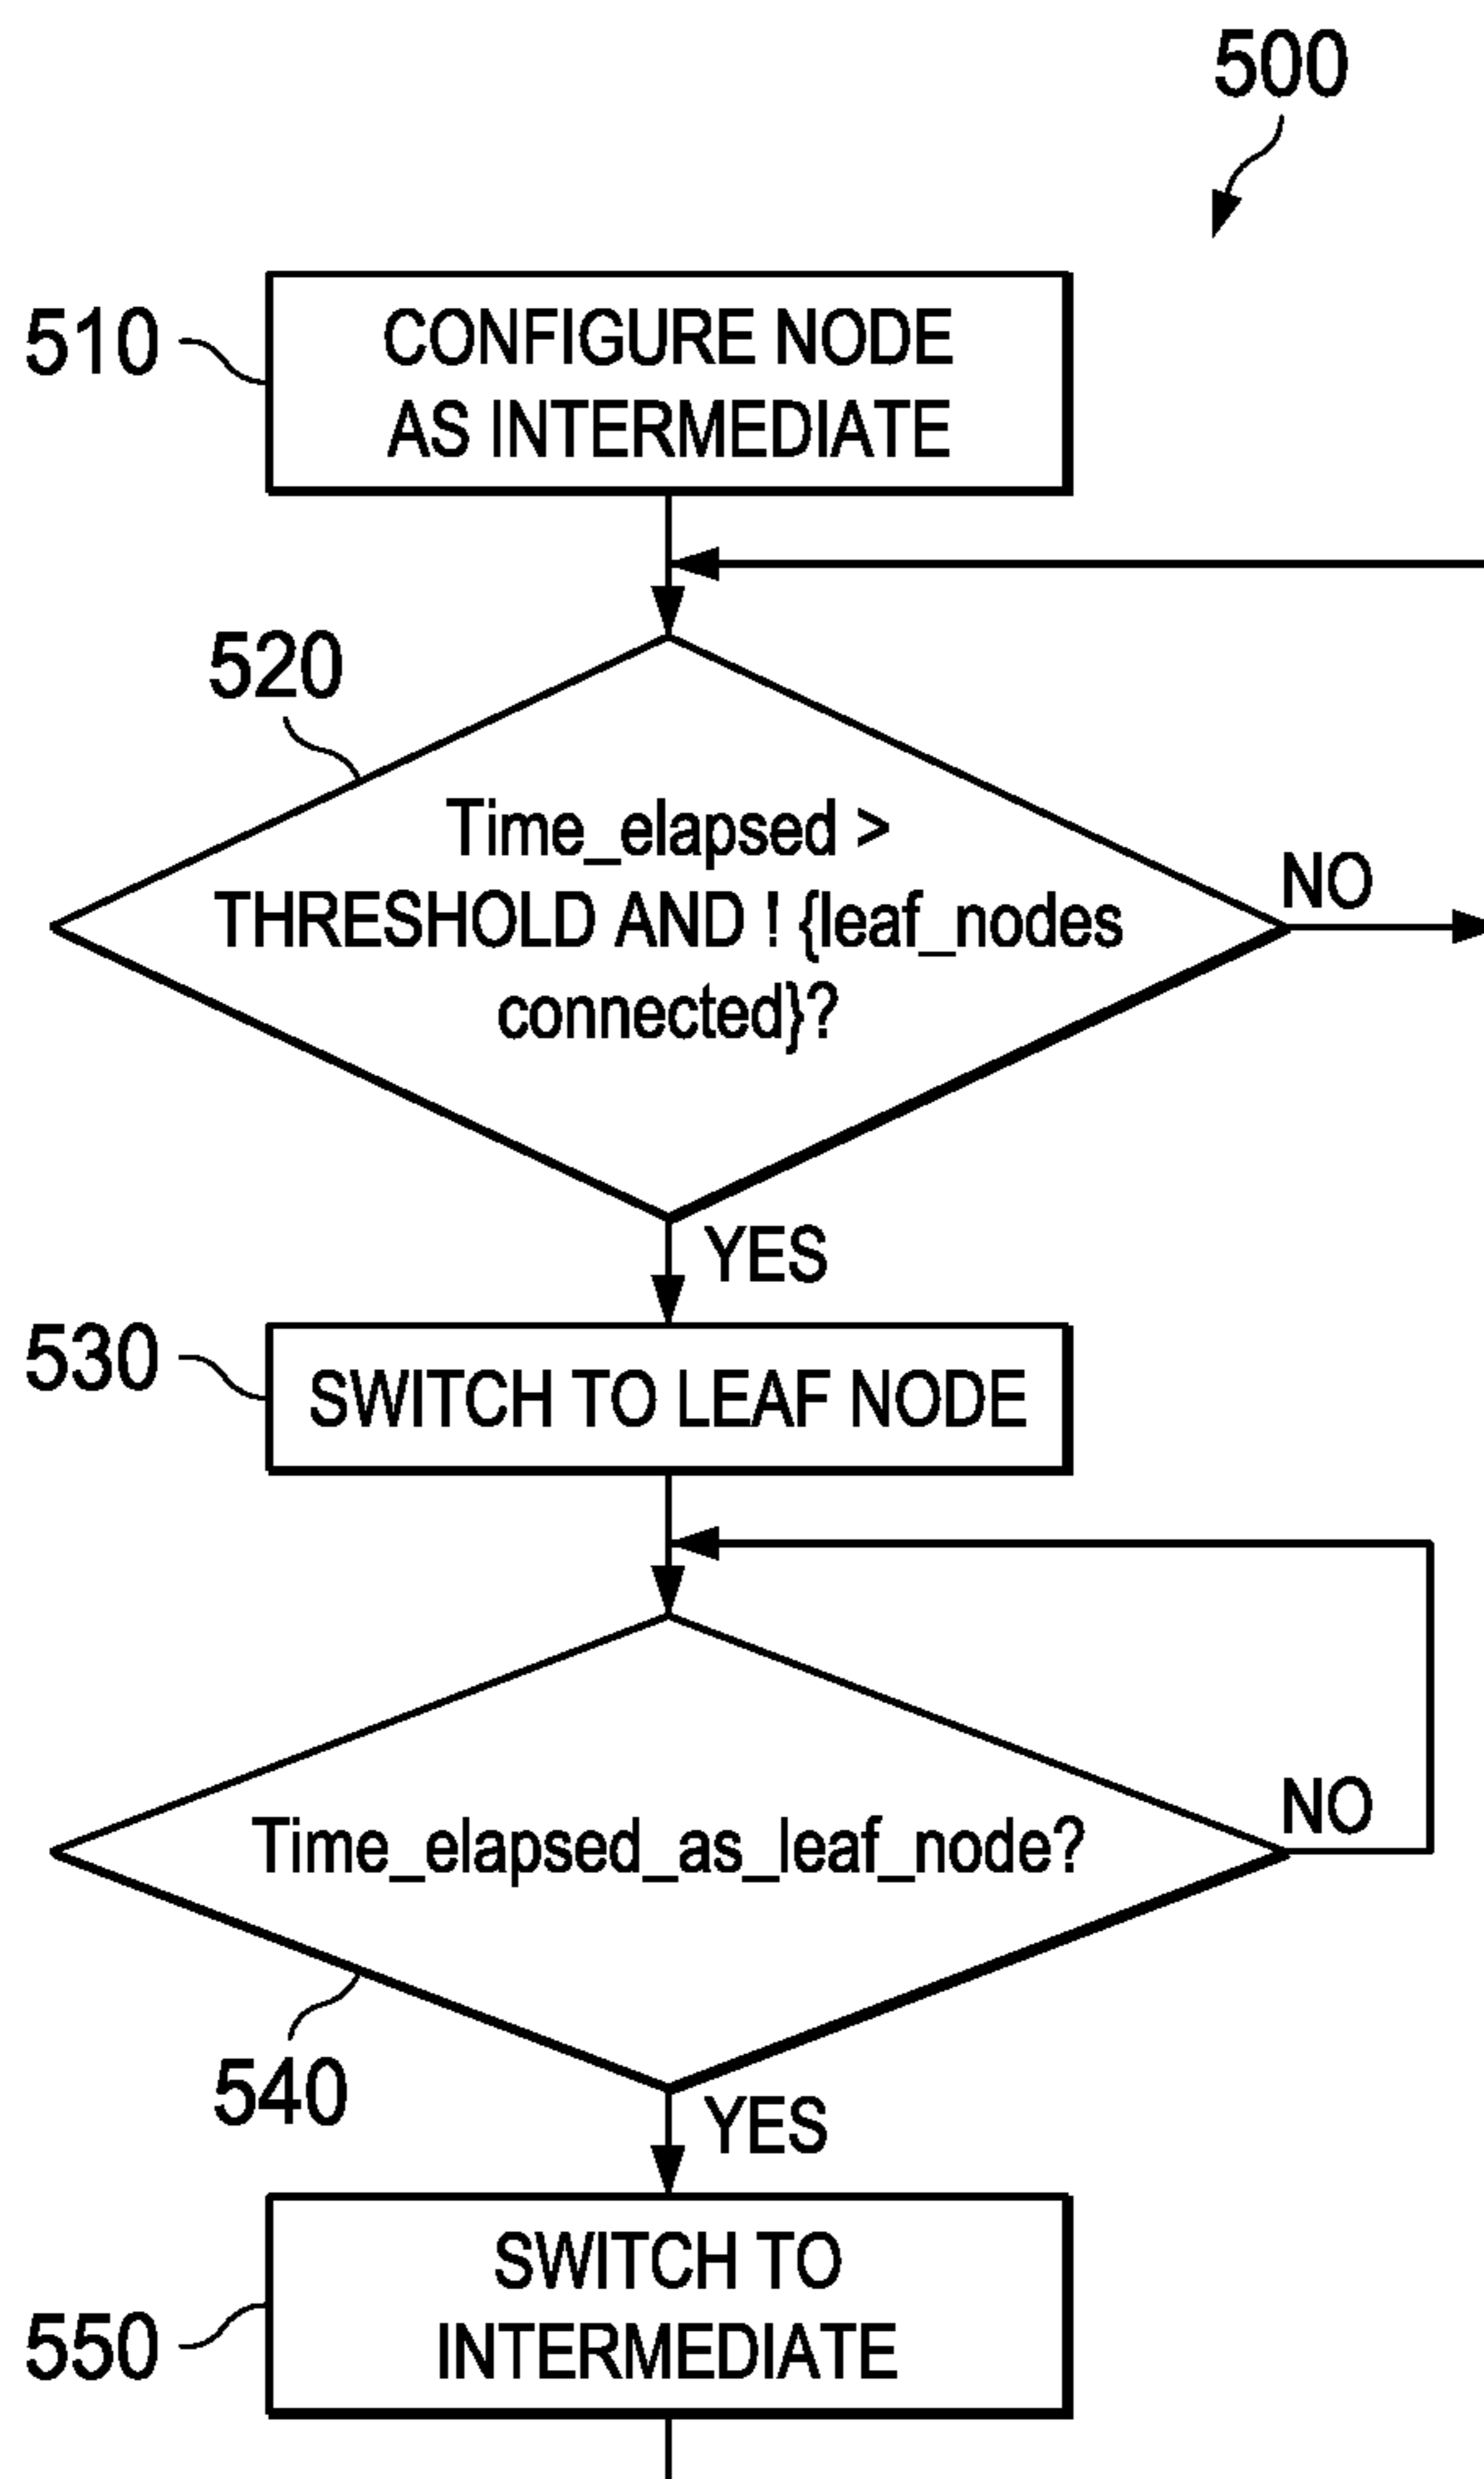 500
510
CONFIGURE NODE
AS INTERMEDIATE
520
Time_elapsed >
THRESHOLD AND ! {leaf_nodes
connected}?
NO
YES
530
SWITCH TO LEAF NODE
Time_elapsed_as_leaf_node?
NO
540
YES
550
SWITCH TO
INTERMEDIATE